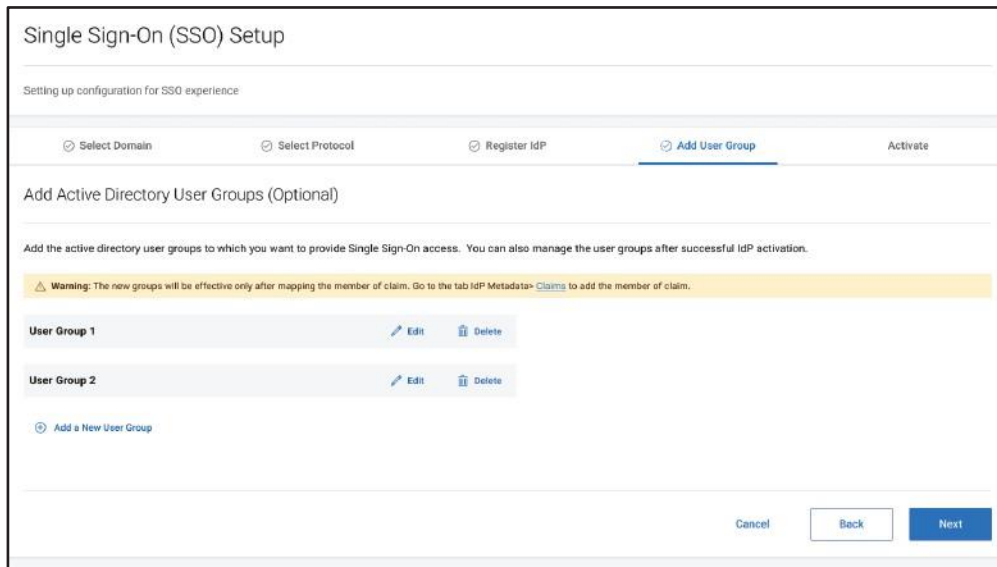 Single Sign-On (SSO) Setup
Setting up configuration for SSO experience
Select Domain Select Protocol Register IdP Add User Group Activate
Add Active Directory User Groups (Optional)
Add the active directory user groups to which you want to provide Single Sign-On access. You can also manage the user groups after successful IdP activation.
Warning: The new groups will be effective only after mapping the member of claim. Go to the tab IdP Metadata> Claims to add the member of claim.
User Group 1 Edit Delete
User Group 2 Edit Delete
Add a New User Group
Cancel Back Next